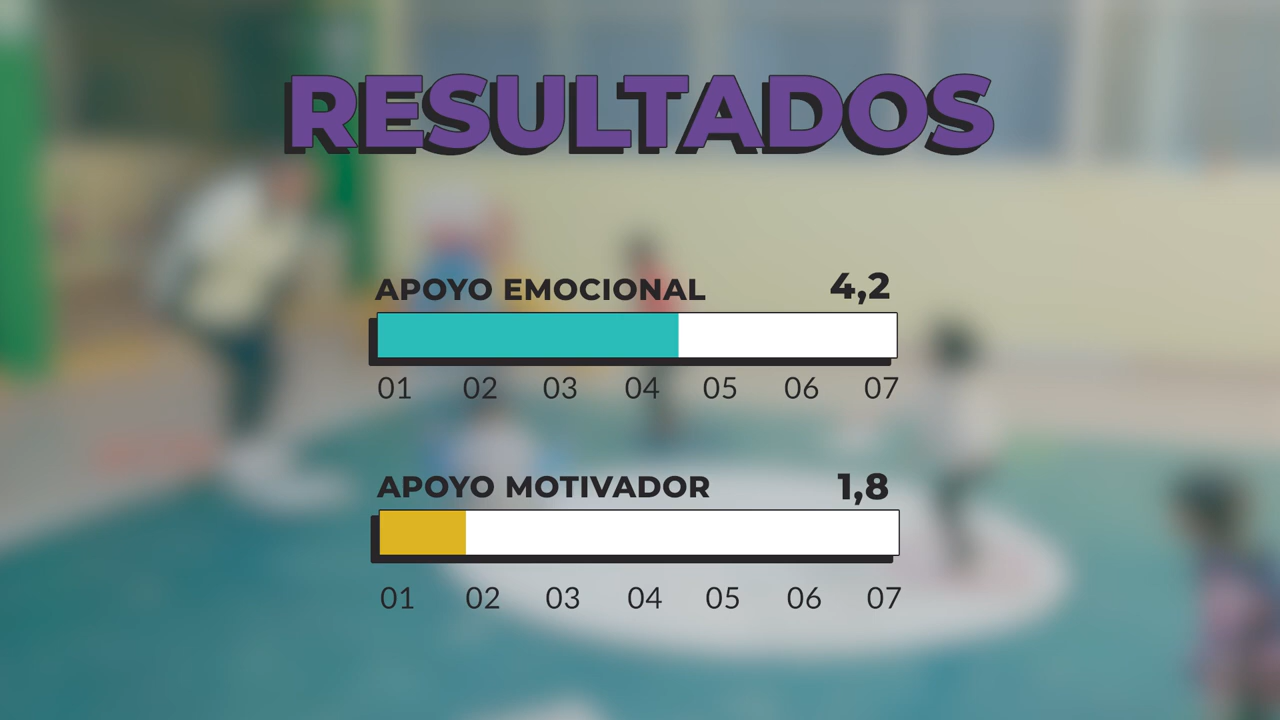 RESULTADOS
APOYO EMOCIONAL 4,2
01 02 03 04 05 06 07
APOYO MOTIVADOR 1,8
01 02 03 04 05 06 07